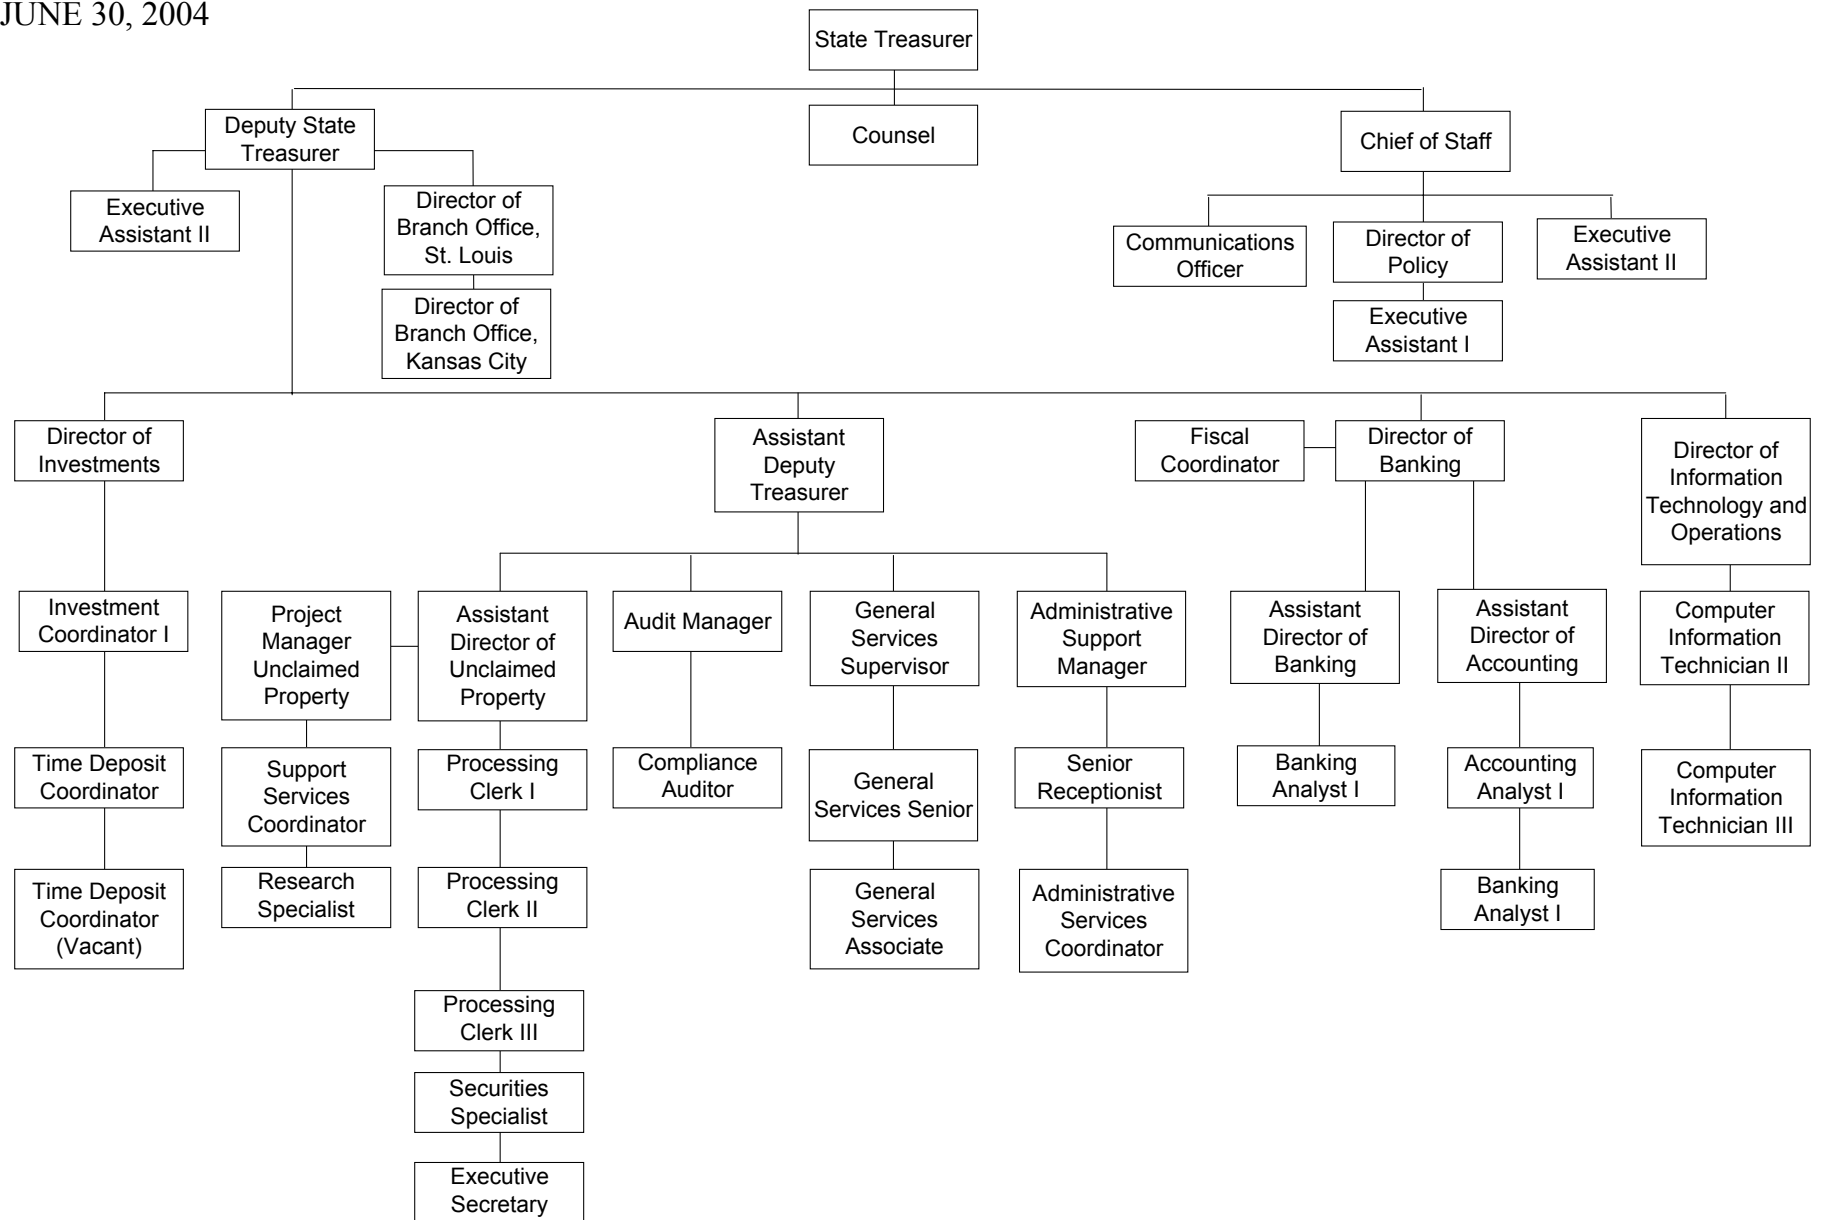 JUNE 30, 2004
State Treasurer
Deputy State
Treasurer
Counsel
Chief of Staff
Executive
Assistant II
Director of
Branch Office,
St. Louis
Director of
Branch Office,
Kansas City
Communications
Officer
Director of
Policy
Executive
Assistant II
Executive
Assistant I
Director of
Investments
Assistant
Deputy
Treasurer
Fiscal
Coordinator
Director of
Banking
Director of
Information
Technology and
Operations
Investment
Coordinator I
Project
Manager
Unclaimed
Property
Assistant
Director of
Unclaimed
Property
Audit Manager
General
Services
Supervisor
Administrative
Support
Manager
Assistant
Director of
Banking
Assistant
Director of
Accounting
Computer
Information
Technician II
Time Deposit
Coordinator
Support
Services
Coordinator
Processing
Clerk I
Compliance
Auditor
General
Services Senior
Senior
Receptionist
Banking
Analyst I
Accounting
Analyst I
Computer
Information
Technician III
Time Deposit
Coordinator
(Vacant)
Research
Specialist
Processing
Clerk II
General
Services
Associate
Administrative
Services
Coordinator
Banking
Analyst I
Processing
Clerk III
Securities
Specialist
Executive
Secretary